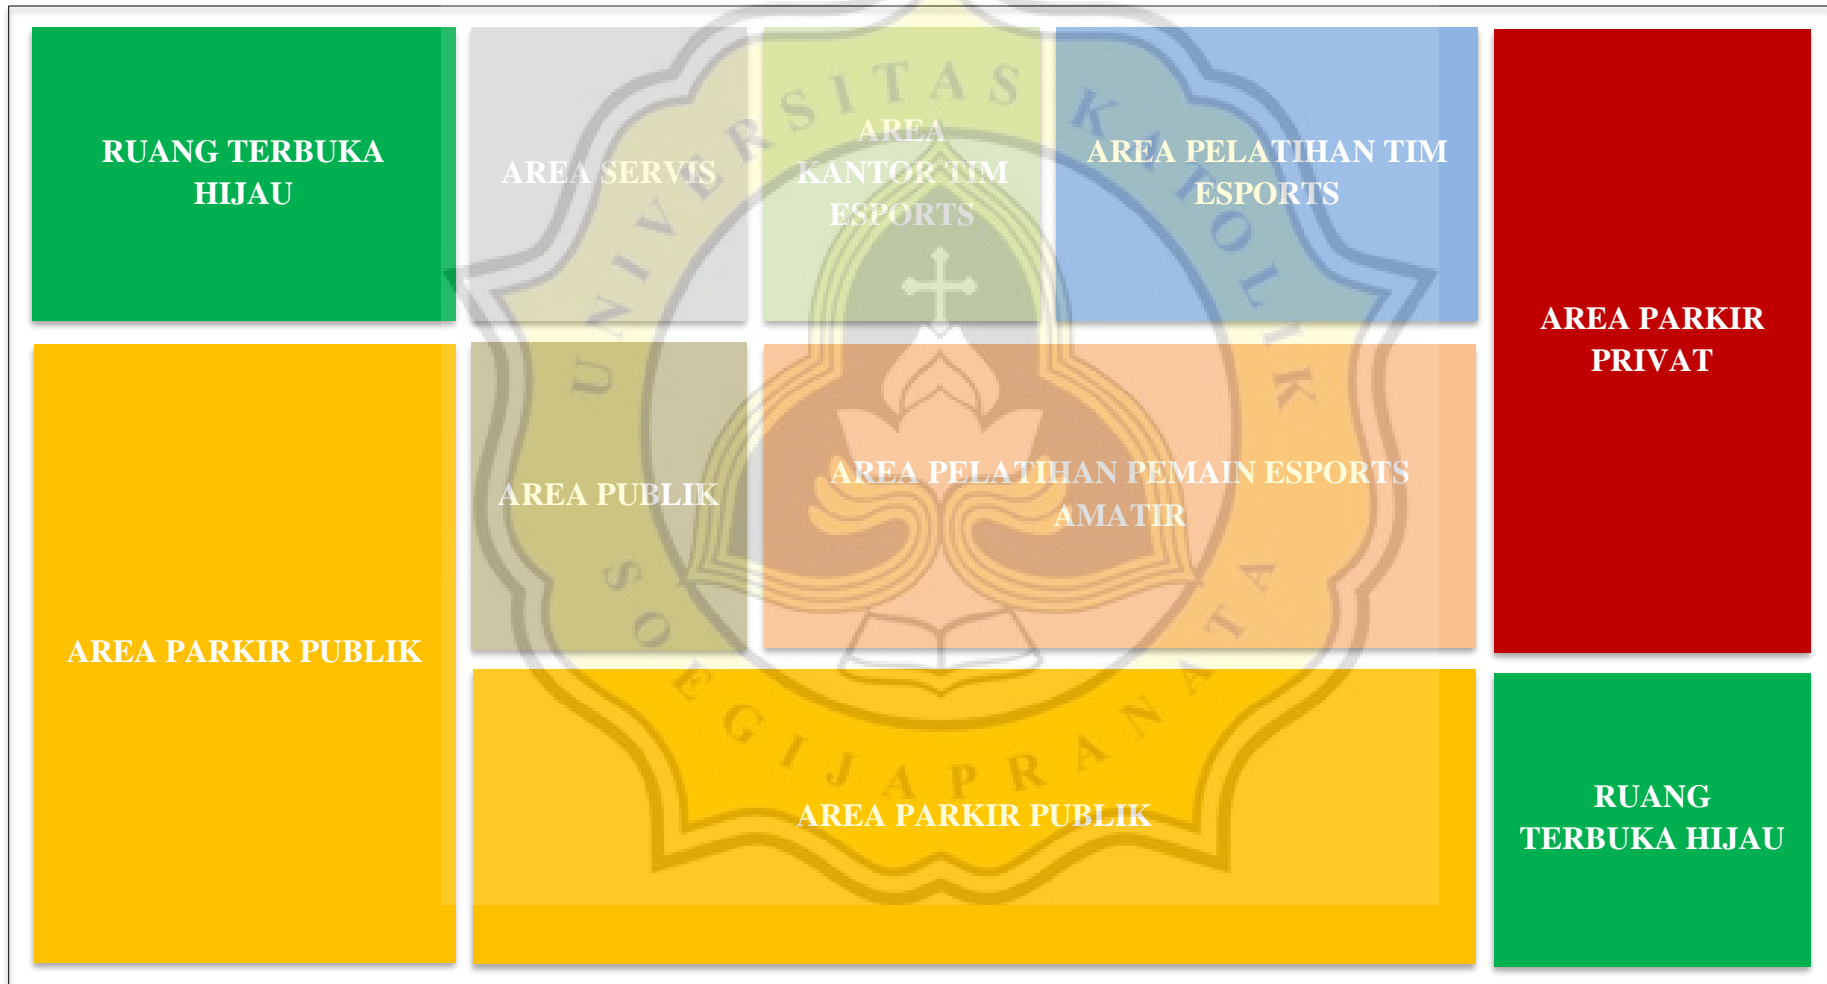 RUANG TERBUKA
HIJAU
AREA SERVIS
AREA
KANTOR TIM
ESPORTS
AREA PELATIHAN TIM
ESPORTS
AREA PARKIR
PRIVAT
AREA PARKIR PUBLIK
AREA PUBLIK
AREA PELATIHAN PEMAIN ESPORTS
AMATIR
AREA PARKIR PUBLIK
RUANG
TERBUKA HIJAU
UNIVERSITAS KATOLIK
SOEGIJAPRANATA